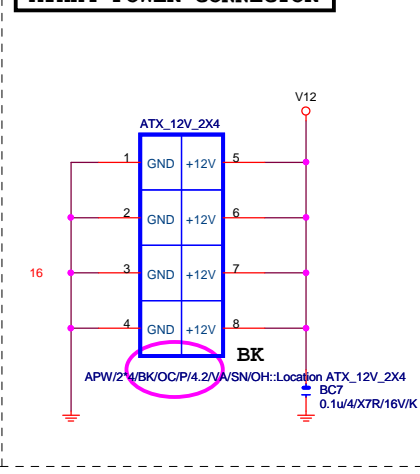 V12
ATX_12V_2X4
1 GND +12V 5
2 GND +12V 6
16
3 GND +12V 7
4 GND +12V 8
BK
APW/2*4/BK/OC/P/4.2/VA/SN/OH::Location ATX_12V_2X4
BC7
0.1u/4/X7R/16V/K